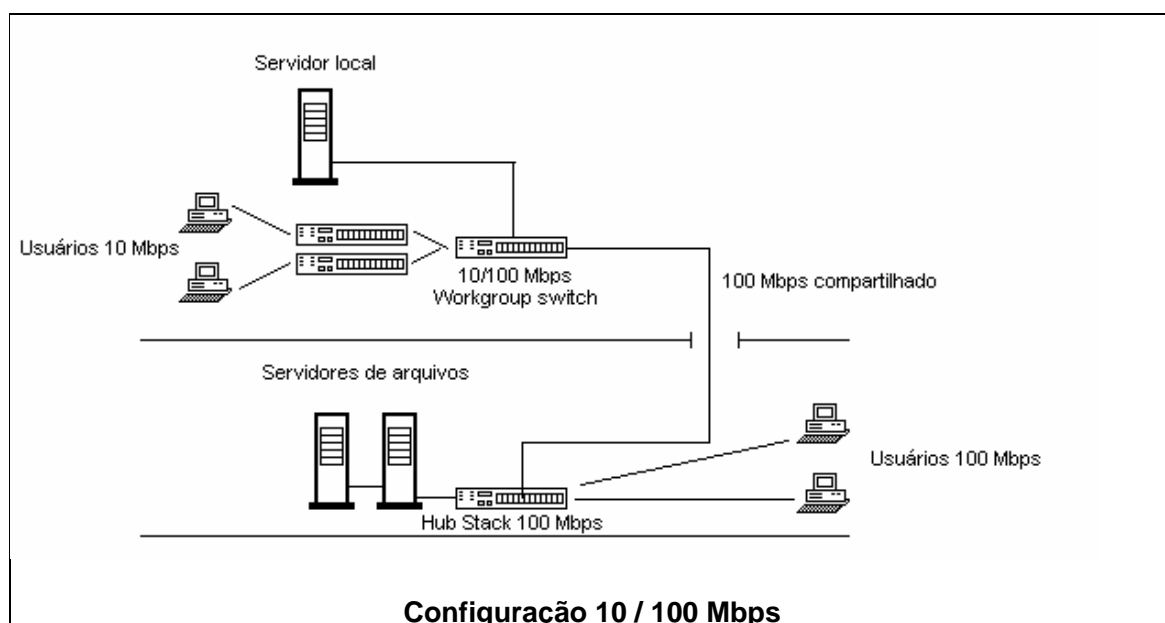 Servidor local
Usuários 10 Mbps
10/100 Mbps
Workgroup switch
100 Mbps compartilhado
Servidores de arquivos
Usuários 100 Mbps
Hub Stack 100 Mbps
Configuração 10 / 100 Mbps